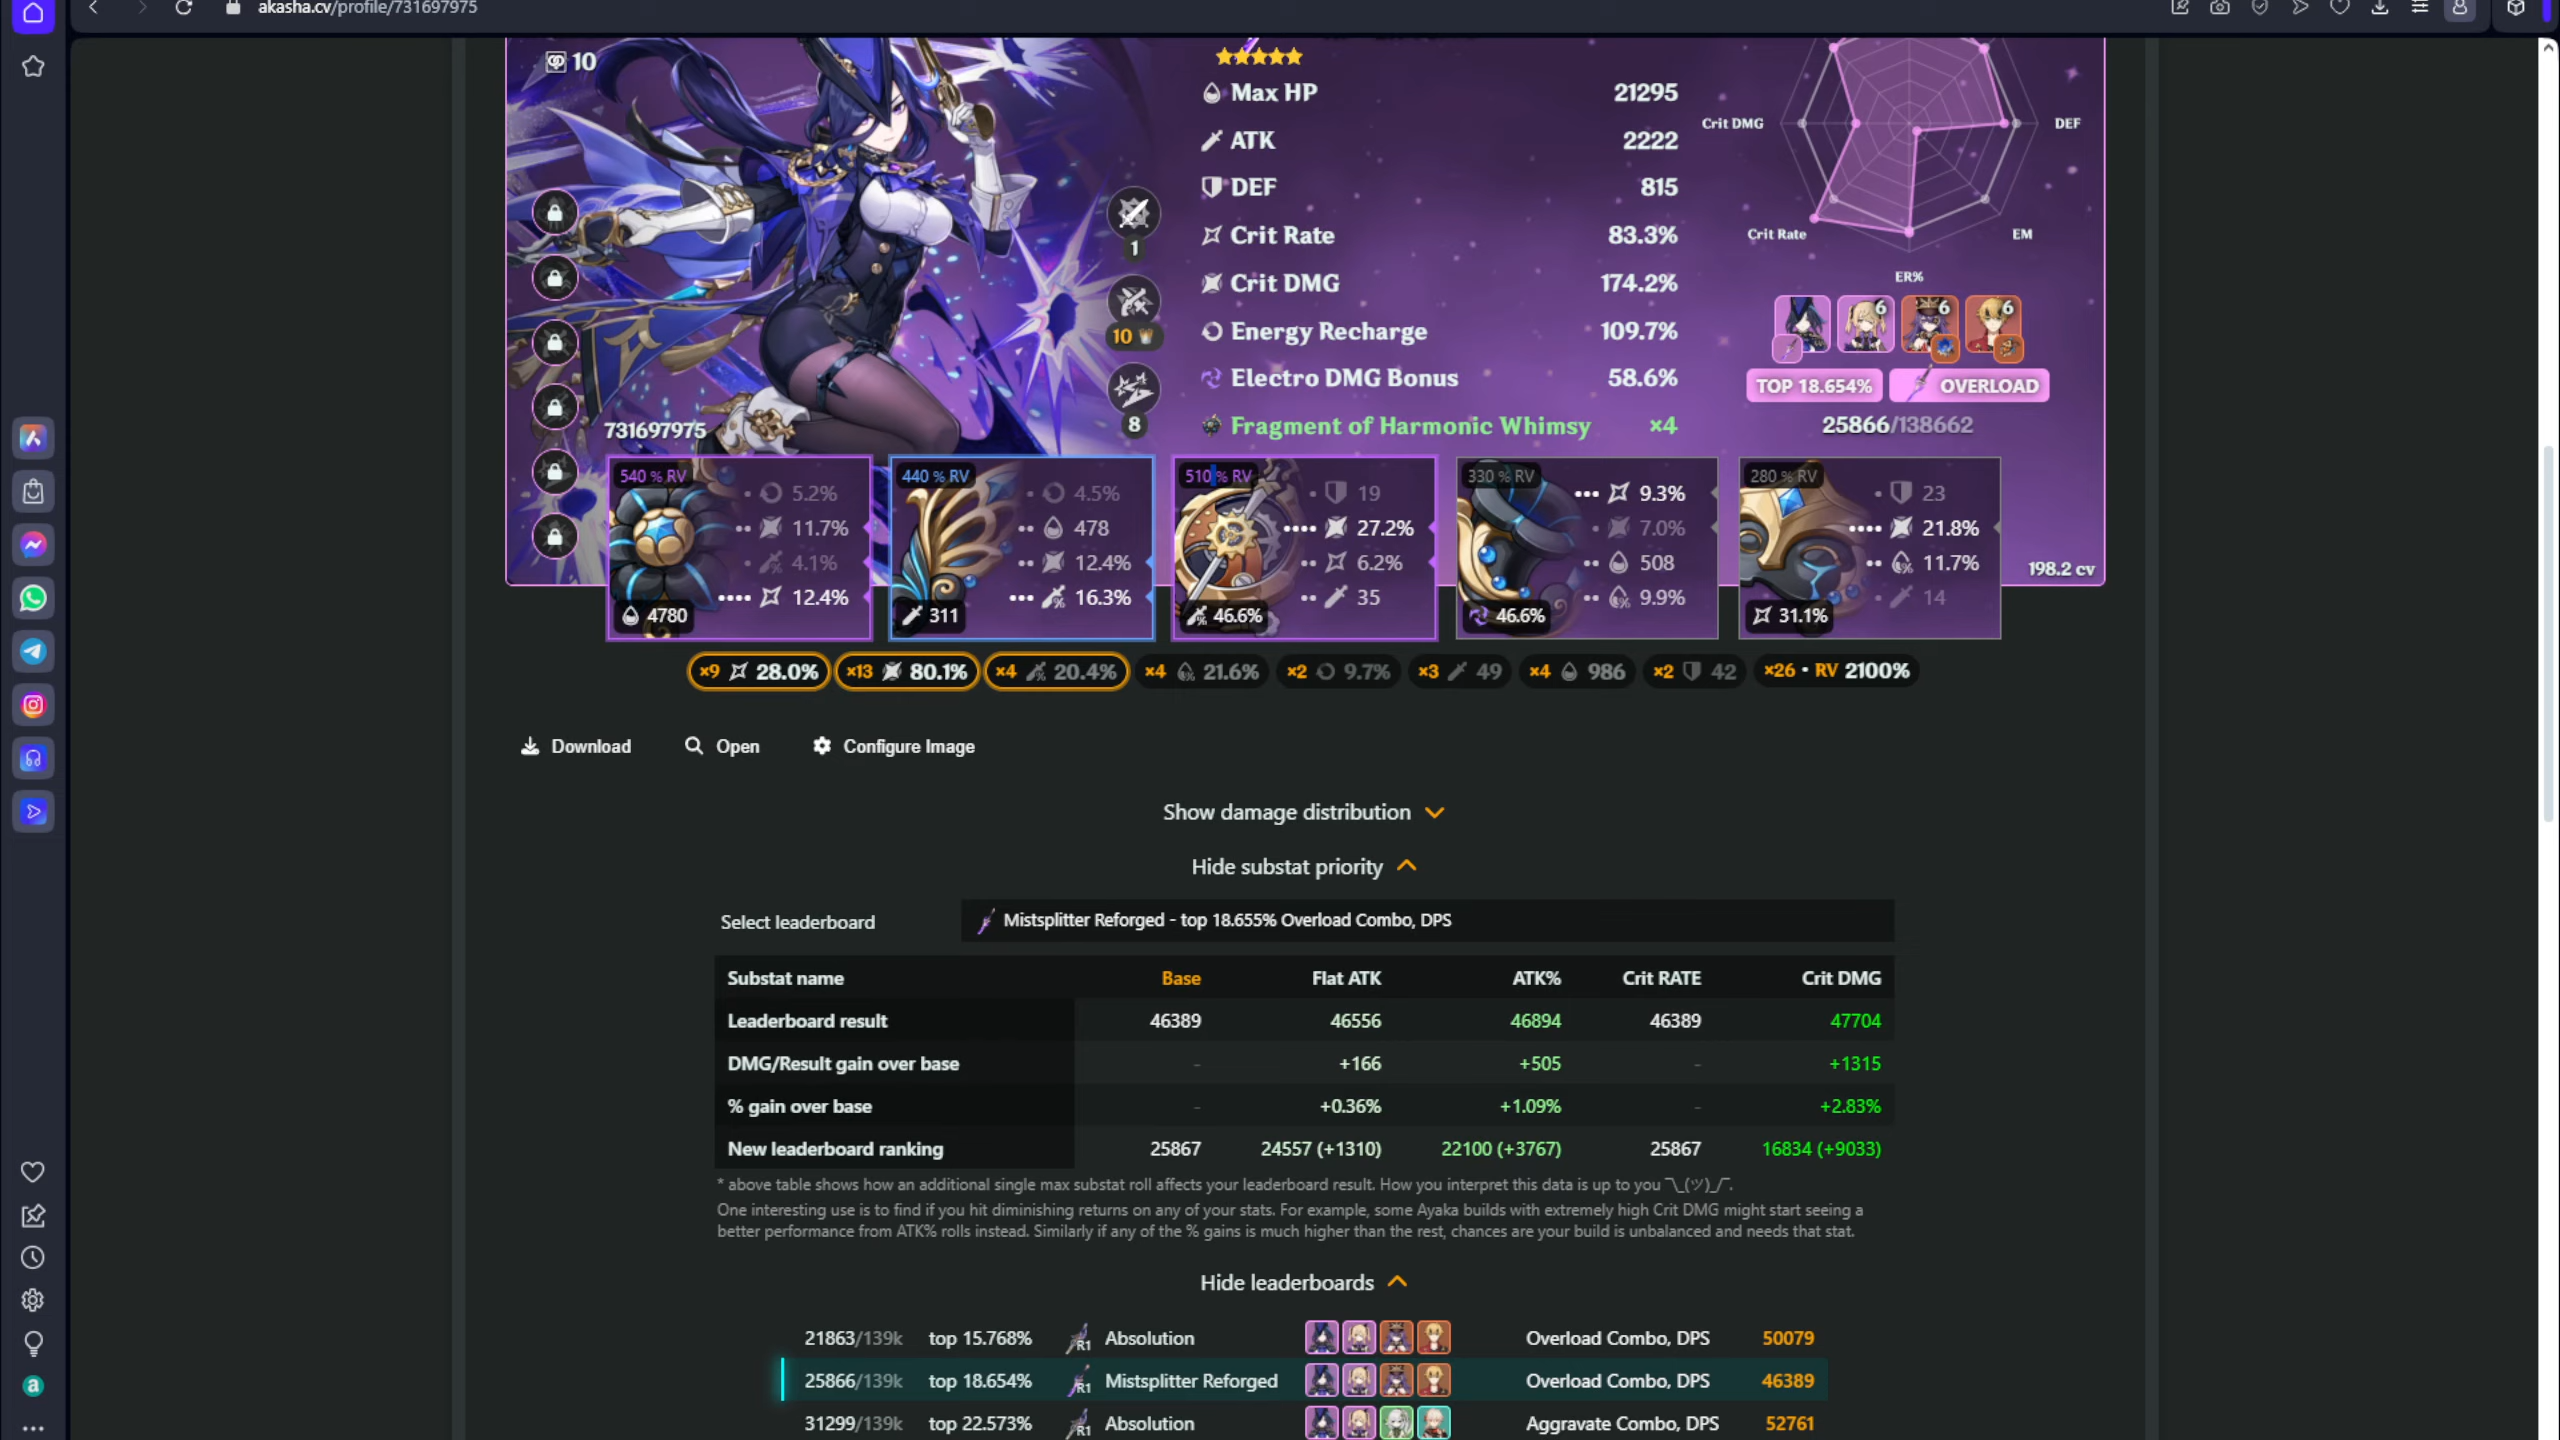 akasha.cv/profile/731697975
10
Max HP 21295
ATK 2222
DEF 815
Crit Rate 83.3%
Crit DMG 174.2%
Energy Recharge 109.7%
Electro DMG Bonus 58.6%
Fragment of Harmonic Whimsy ×4
1
10
8
731697975
Crit DMG
DEF
Crit Rate
EM
ER%
6
6
6
TOP 18.654%
OVERLOAD
25866/138662
198.2 cv
540 % RV
5.2%
11.7%
4.1%
12.4%
4780
440 % RV
4.5%
478
12.4%
16.3%
311
510 % RV
19
27.2%
6.2%
35
46.6%
330 % RV
9.3%
7.0%
508
9.9%
46.6%
280 % RV
23
21.8%
11.7%
14
31.1%
×9 28.0% ×13 80.1% ×4 20.4% ×4 21.6% ×2 9.7% ×3 49 ×4 986 ×2 42 ×26 • RV 2100%
Download Open Configure Image
Show damage distribution
Hide substat priority
Select leaderboard Mistsplitter Reforged - top 18.655% Overload Combo, DPS
Substat name Base Flat ATK ATK% Crit RATE Crit DMG
Leaderboard result 46389 46556 46894 46389 47704
DMG/Result gain over base - +166 +505 - +1315
% gain over base - +0.36% +1.09% - +2.83%
New leaderboard ranking 25867 24557 (+1310) 22100 (+3767) 25867 16834 (+9033)
* above table shows how an additional single max substat roll affects your leaderboard result. How you interpret this data is up to you ¯\_(ツ)_/¯.
One interesting use is to find if you hit diminishing returns on any of your stats. For example, some Ayaka builds with extremely high Crit DMG might start seeing a
better performance from ATK% rolls instead. Similarly if any of the % gains is much higher than the rest, chances are your build is unbalanced and needs that stat.
Hide leaderboards
21863/139k top 15.768% R1 Absolution Overload Combo, DPS 50079
25866/139k top 18.654% R1 Mistsplitter Reforged Overload Combo, DPS 46389
31299/139k top 22.573% R1 Absolution Aggravate Combo, DPS 52761